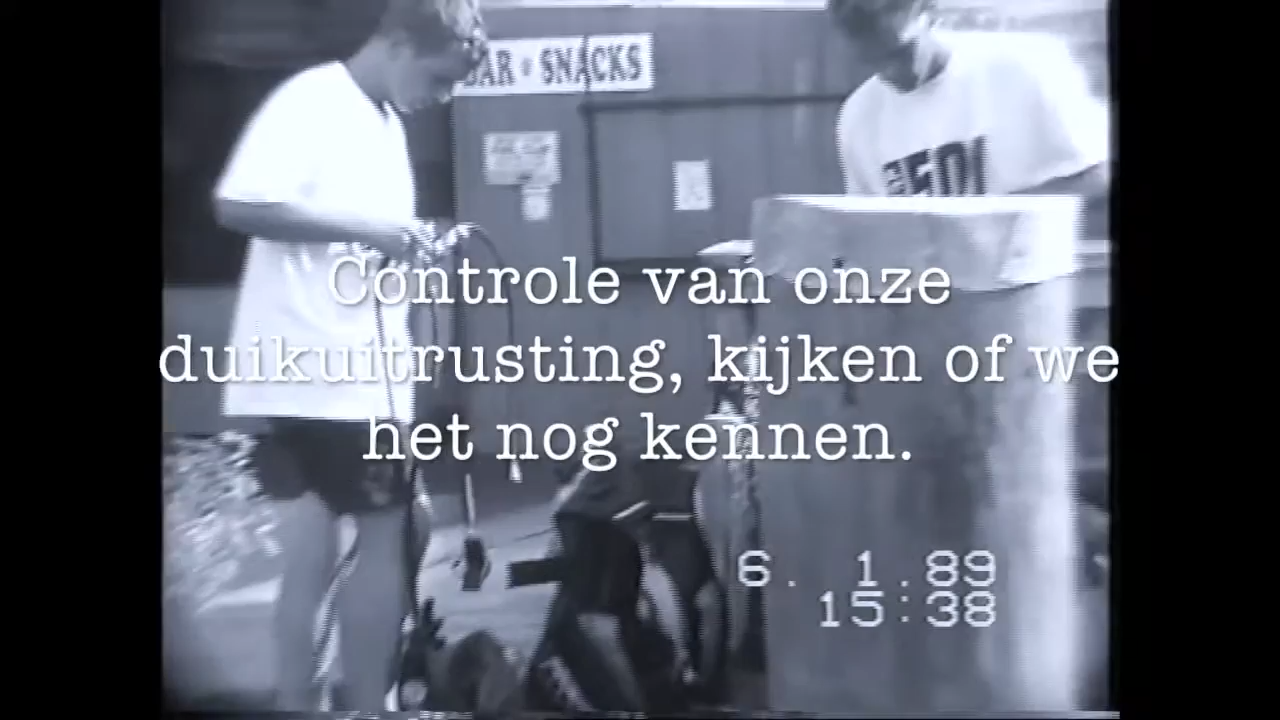 BAR • SNACKS
Controle van onze
duikuitrusting, kijken of we
het nog kennen.
6. 1.89
15:38